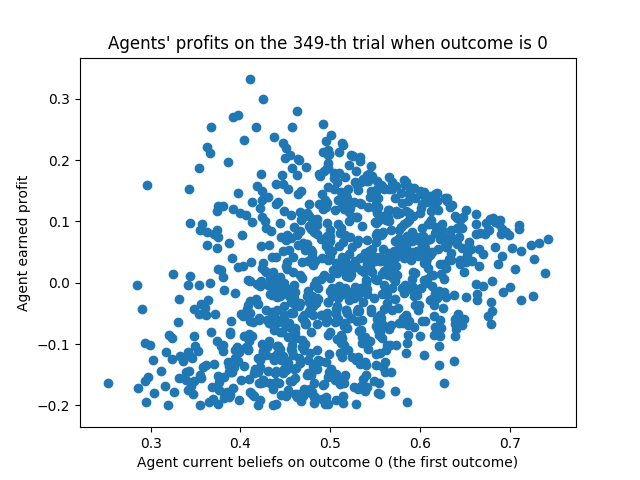 Agents' profits on the 349-th trial when outcome is 0
Agent earned profit
0.3
0.2
0.1
0.0
−0.1
−0.2
0.3 0.4 0.5 0.6 0.7
Agent current beliefs on outcome 0 (the first outcome)